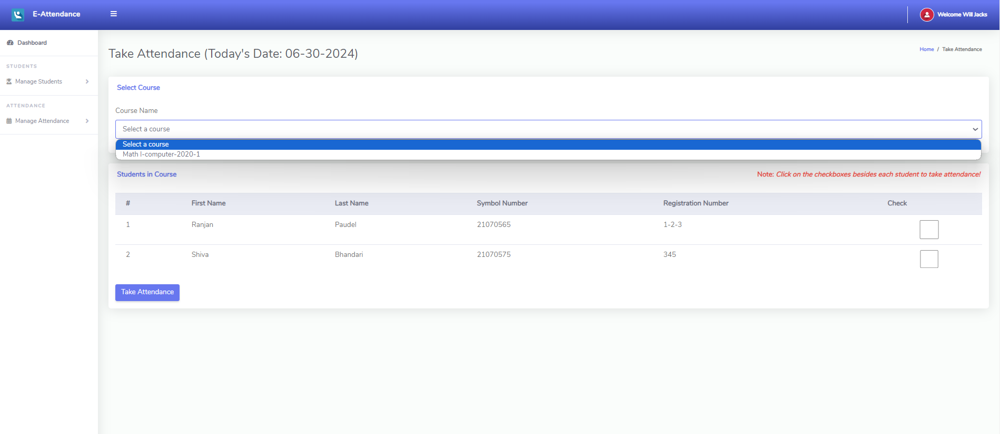 E-Attendance
Welcome Will Jacks
Dashboard
Take Attendance (Today's Date: 06-30-2024)
Home / Take Attendance
STUDENTS
Manage Students
ATTENDANCE
Manage Attendance
Select Course
Course Name
Select a course
Select a course
Math I-computer-2020-1
Students in Course
Note: Click on the checkboxes besides each student to take attendance!
# First Name Last Name Symbol Number Registration Number Check
1 Ranjan Paudel 21070565 1-2-3
2 Shiva Bhandari 21070575 345
Take Attendance